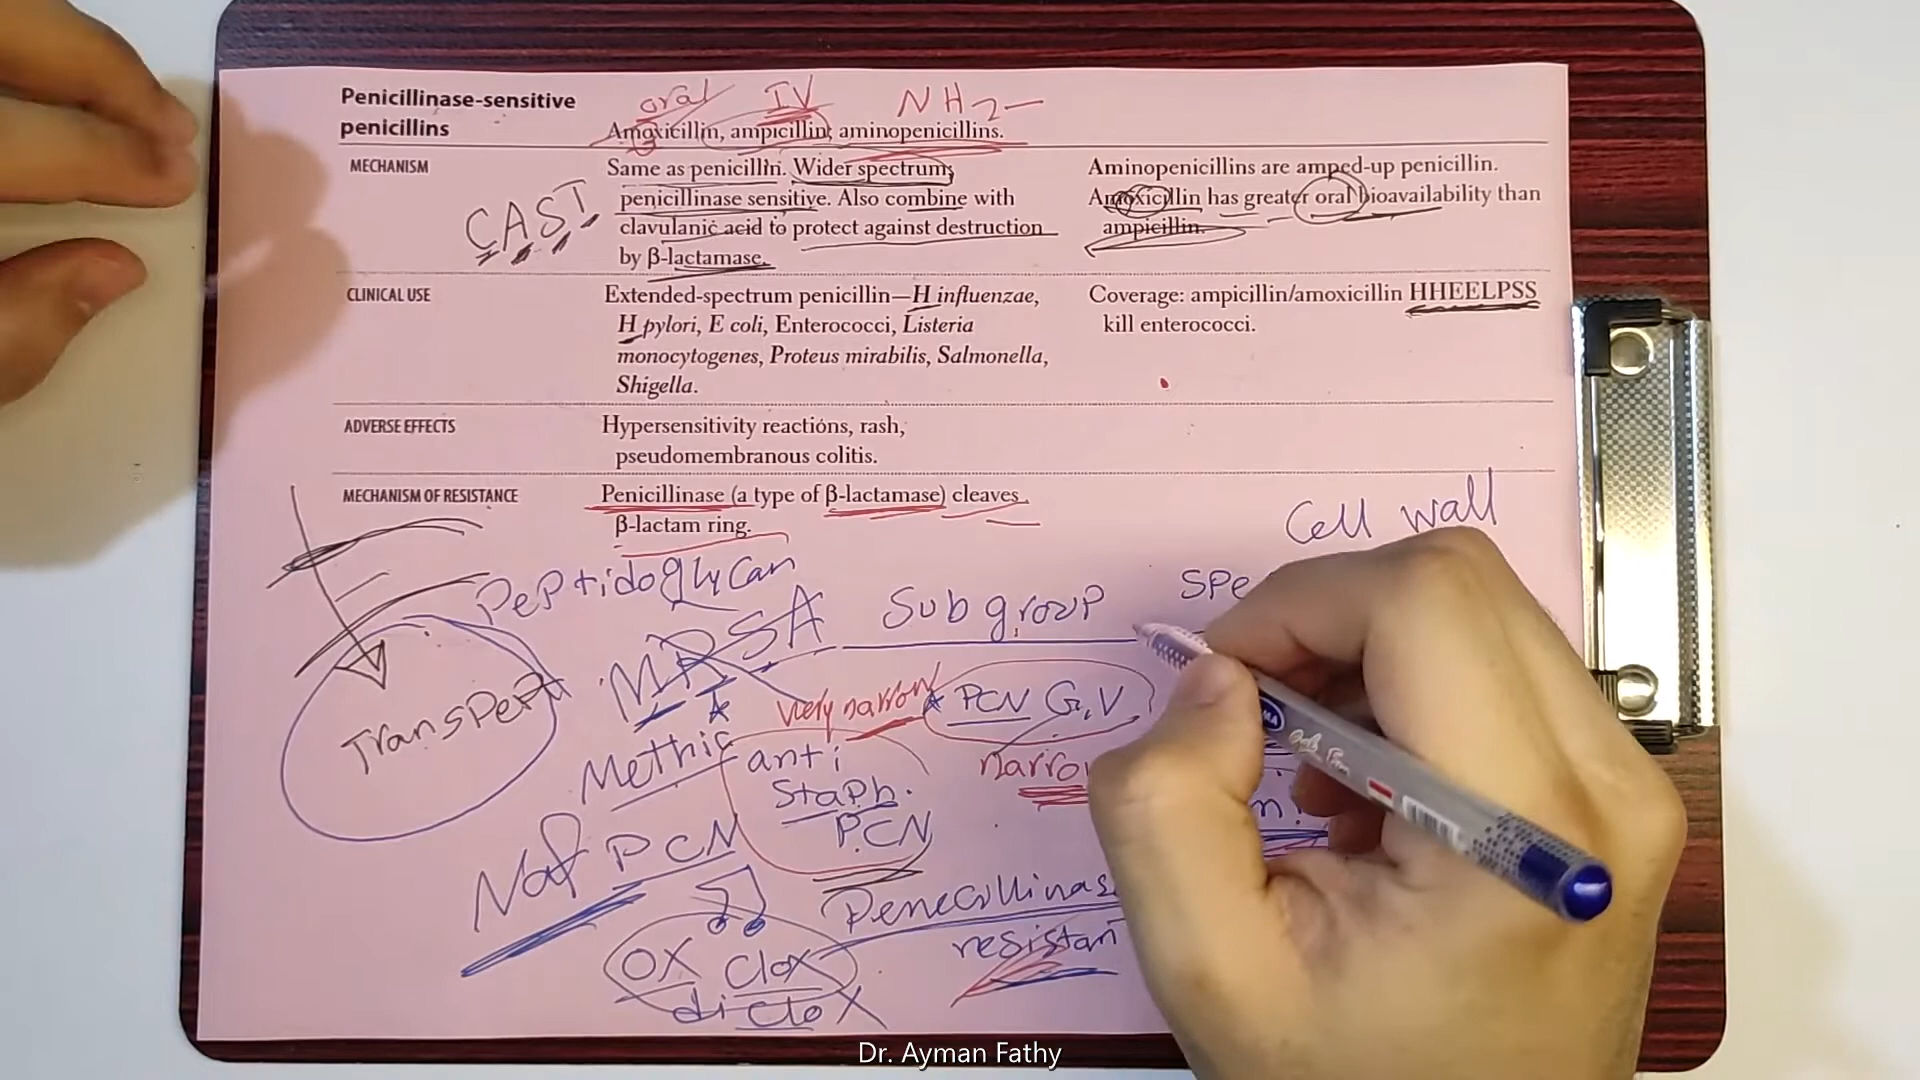 Penicillinase-sensitive
penicillins
oral IV NH2-
Amoxicillin, ampicillin; aminopenicillins.
MECHANISM
Same as penicillin. Wider spectrum;
penicillinase sensitive. Also combine with
clavulanic acid to protect against destruction
by β-lactamase.
CAST
Aminopenicillins are amped-up penicillin.
Amoxicillin has greater oral bioavailability than
ampicillin.
CLINICAL USE
Extended-spectrum penicillin—H influenzae,
H pylori, E coli, Enterococci, Listeria
monocytogenes, Proteus mirabilis, Salmonella,
Shigella.
Coverage: ampicillin/amoxicillin HHEELPSS
kill enterococci.
ADVERSE EFFECTS
Hypersensitivity reactions, rash,
pseudomembranous colitis.
MECHANISM OF RESISTANCE
Penicillinase (a type of β-lactamase) cleaves
β-lactam ring.
Cell wall
Peptidoglycan
MRSA
Subgroup
Spe
Transpept
very narrow
PCN G,V
Methic
anti
Staph.
PCN
narrow
Naf PCN
Penecillinase
resistan
OX Clox
diclox
Dr. Ayman Fathy